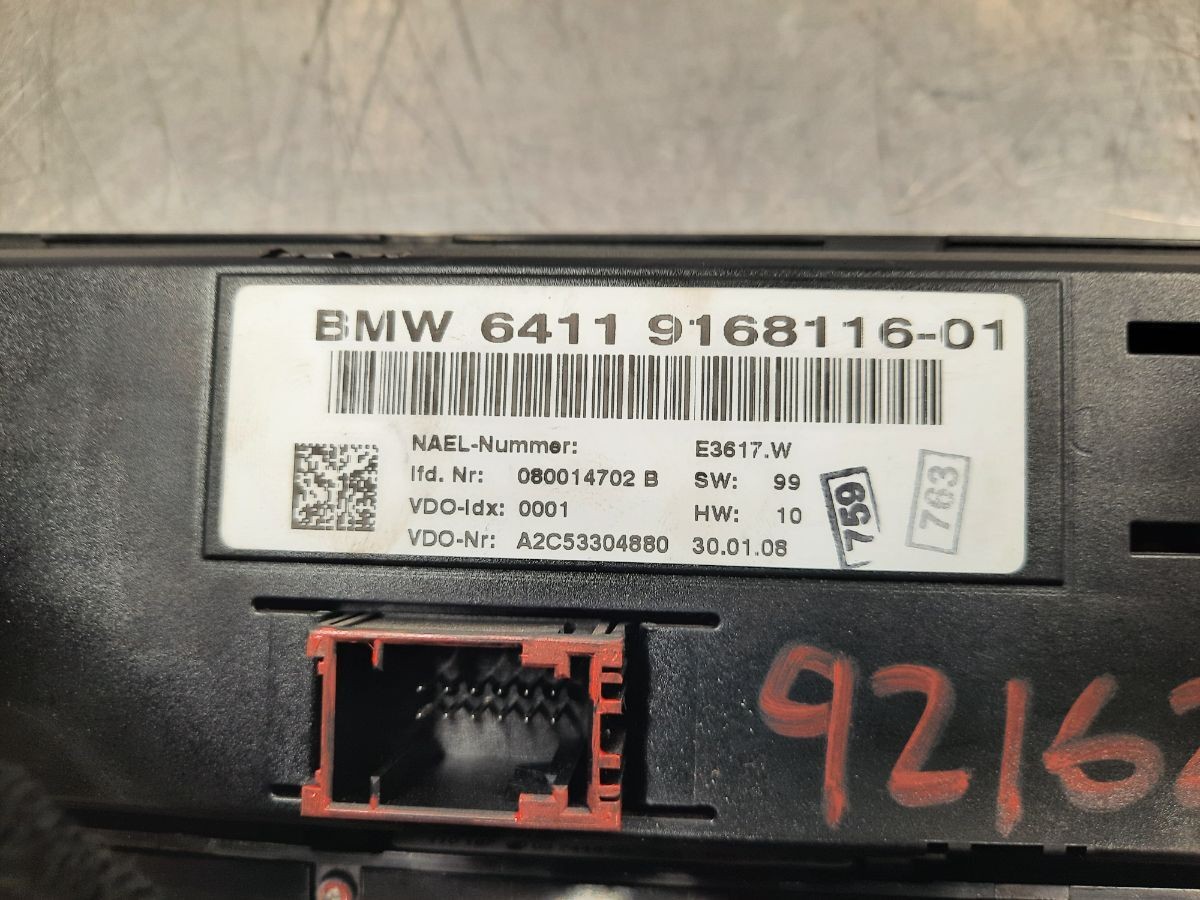 BMW 6411 9168116-01
NAEL-Nummer: E3617.W
lfd. Nr: 080014702 B SW: 99
VDO-Idx: 0001 HW: 10
VDO-Nr: A2C53304880 30.01.08
759
763
9216